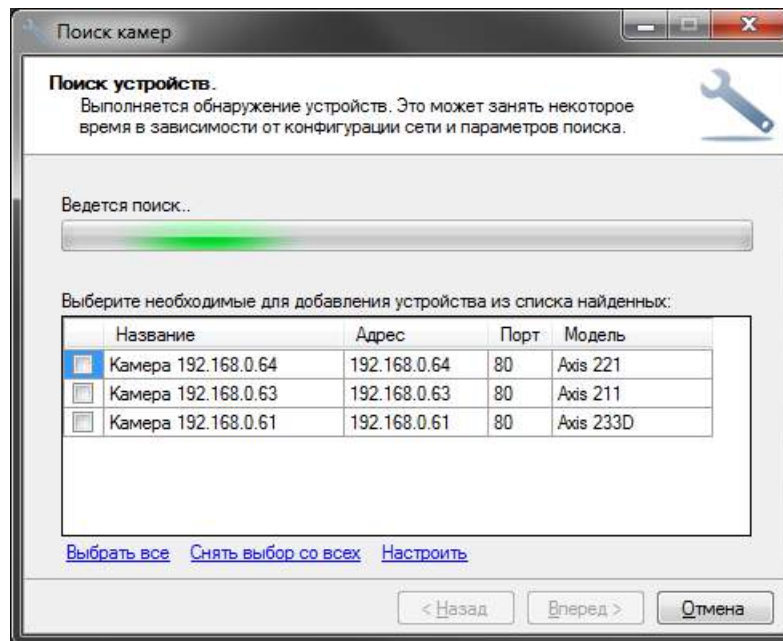 Поиск камер
Поиск устройств.
Выполняется обнаружение устройств. Это может занять некоторое
время в зависимости от конфигурации сети и параметров поиска.
Ведется поиск..
Выберите необходимые для добавления устройства из списка найденных:
Название Адрес Порт Модель
Камера 192.168.0.64 192.168.0.64 80 Axis 221
Камера 192.168.0.63 192.168.0.63 80 Axis 211
Камера 192.168.0.61 192.168.0.61 80 Axis 233D
Выбрать все Снять выбор со всех Настроить
< Назад Вперед > Отмена